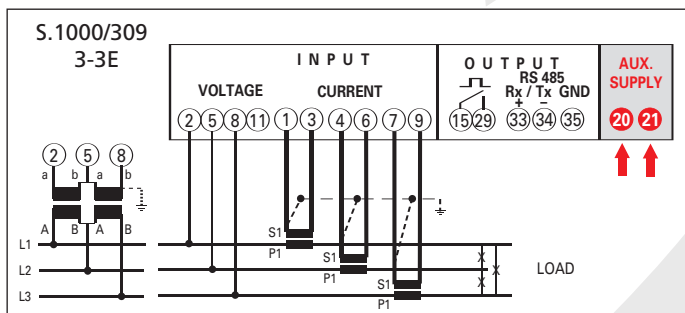 S.1000/309
3-3E
INPUT
VOLTAGE CURRENT
2 5 8 11 1 3 4 6 7 9
OUTPUT
RS 485
Rx / Tx GND
+ −
15 29 33 34 35
AUX.
SUPPLY
20 21
2 5 8
a b a b
A B A B
L1
L2
L3
S1
P1
S1
P1
S1
P1
X
X
X
LOAD